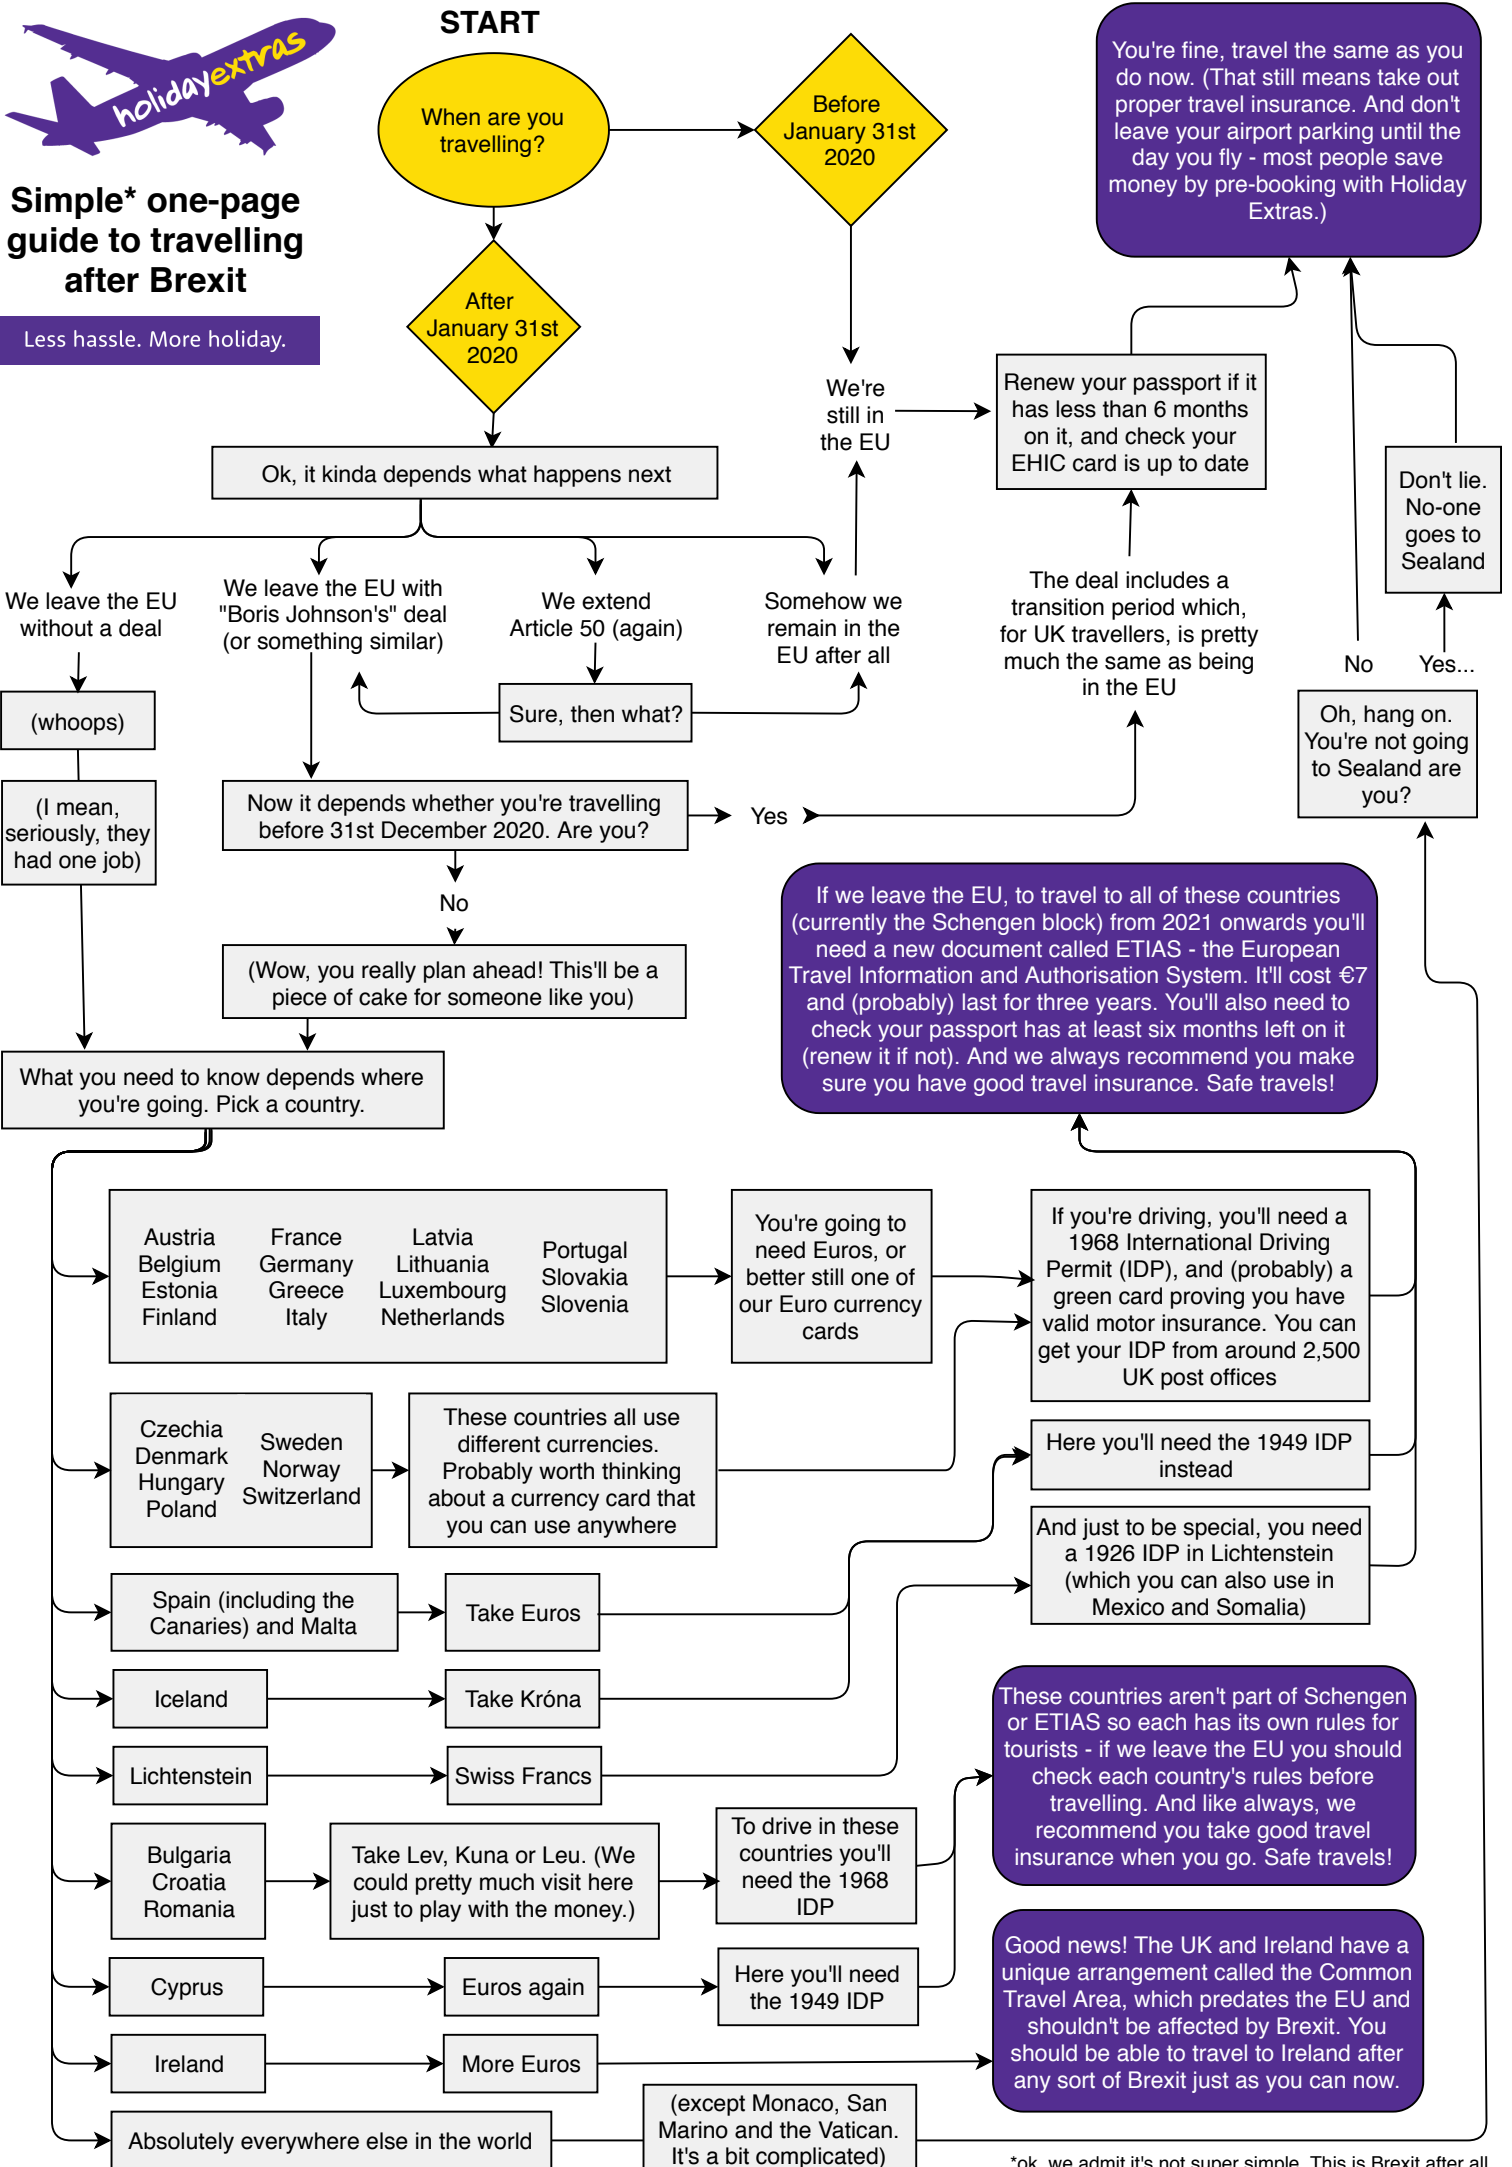 holidayextras
Simple* one-page
guide to travelling
after Brexit
Less hassle. More holiday.
START
When are you
travelling?
Before
January 31st
2020
After
January 31st
2020
You're fine, travel the same as you
do now. (That still means take out
proper travel insurance. And don't
leave your airport parking until the
day you fly - most people save
money by pre-booking with Holiday
Extras.)
We're
still in
the EU
Renew your passport if it
has less than 6 months
on it, and check your
EHIC card is up to date
Don't lie.
No-one
goes to
Sealand
Ok, it kinda depends what happens next
We leave the EU
without a deal
We leave the EU with
"Boris Johnson's" deal
(or something similar)
We extend
Article 50 (again)
Somehow we
remain in the
EU after all
The deal includes a
transition period which,
for UK travellers, is pretty
much the same as being
in the EU
No
Yes...
(whoops)
Sure, then what?
Oh, hang on.
You're not going
to Sealand are
you?
(I mean,
seriously, they
had one job)
Now it depends whether you're travelling
before 31st December 2020. Are you?
Yes
No
(Wow, you really plan ahead! This'll be a
piece of cake for someone like you)
If we leave the EU, to travel to all of these countries
(currently the Schengen block) from 2021 onwards you'll
need a new document called ETIAS - the European
Travel Information and Authorisation System. It'll cost €7
and (probably) last for three years. You'll also need to
check your passport has at least six months left on it
(renew it if not). And we always recommend you make
sure you have good travel insurance. Safe travels!
What you need to know depends where
you're going. Pick a country.
Austria
Belgium
Estonia
Finland
France
Germany
Greece
Italy
Latvia
Lithuania
Luxembourg
Netherlands
Portugal
Slovakia
Slovenia
You're going to
need Euros, or
better still one of
our Euro currency
cards
If you're driving, you'll need a
1968 International Driving
Permit (IDP), and (probably) a
green card proving you have
valid motor insurance. You can
get your IDP from around 2,500
UK post offices
Czechia
Denmark
Hungary
Poland
Sweden
Norway
Switzerland
These countries all use
different currencies.
Probably worth thinking
about a currency card that
you can use anywhere
Here you'll need the 1949 IDP
instead
And just to be special, you need
a 1926 IDP in Lichtenstein
(which you can also use in
Mexico and Somalia)
Spain (including the
Canaries) and Malta
Take Euros
Iceland
Take Króna
Lichtenstein
Swiss Francs
These countries aren't part of Schengen
or ETIAS so each has its own rules for
tourists - if we leave the EU you should
check each country's rules before
travelling. And like always, we
recommend you take good travel
insurance when you go. Safe travels!
Bulgaria
Croatia
Romania
Take Lev, Kuna or Leu. (We
could pretty much visit here
just to play with the money.)
To drive in these
countries you'll
need the 1968
IDP
Cyprus
Euros again
Here you'll need
the 1949 IDP
Good news! The UK and Ireland have a
unique arrangement called the Common
Travel Area, which predates the EU and
shouldn't be affected by Brexit. You
should be able to travel to Ireland after
any sort of Brexit just as you can now.
Ireland
More Euros
Absolutely everywhere else in the world
(except Monaco, San
Marino and the Vatican.
It's a bit complicated)
*ok, we admit it's not super simple. This is Brexit after all